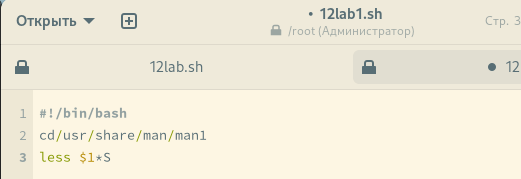 Открыть
• 12lab1.sh
/root (Администратор)
Стр. 3
12lab.sh
• 12
1 #!/bin/bash
2 cd/usr/share/man/man1
3 less $1*S